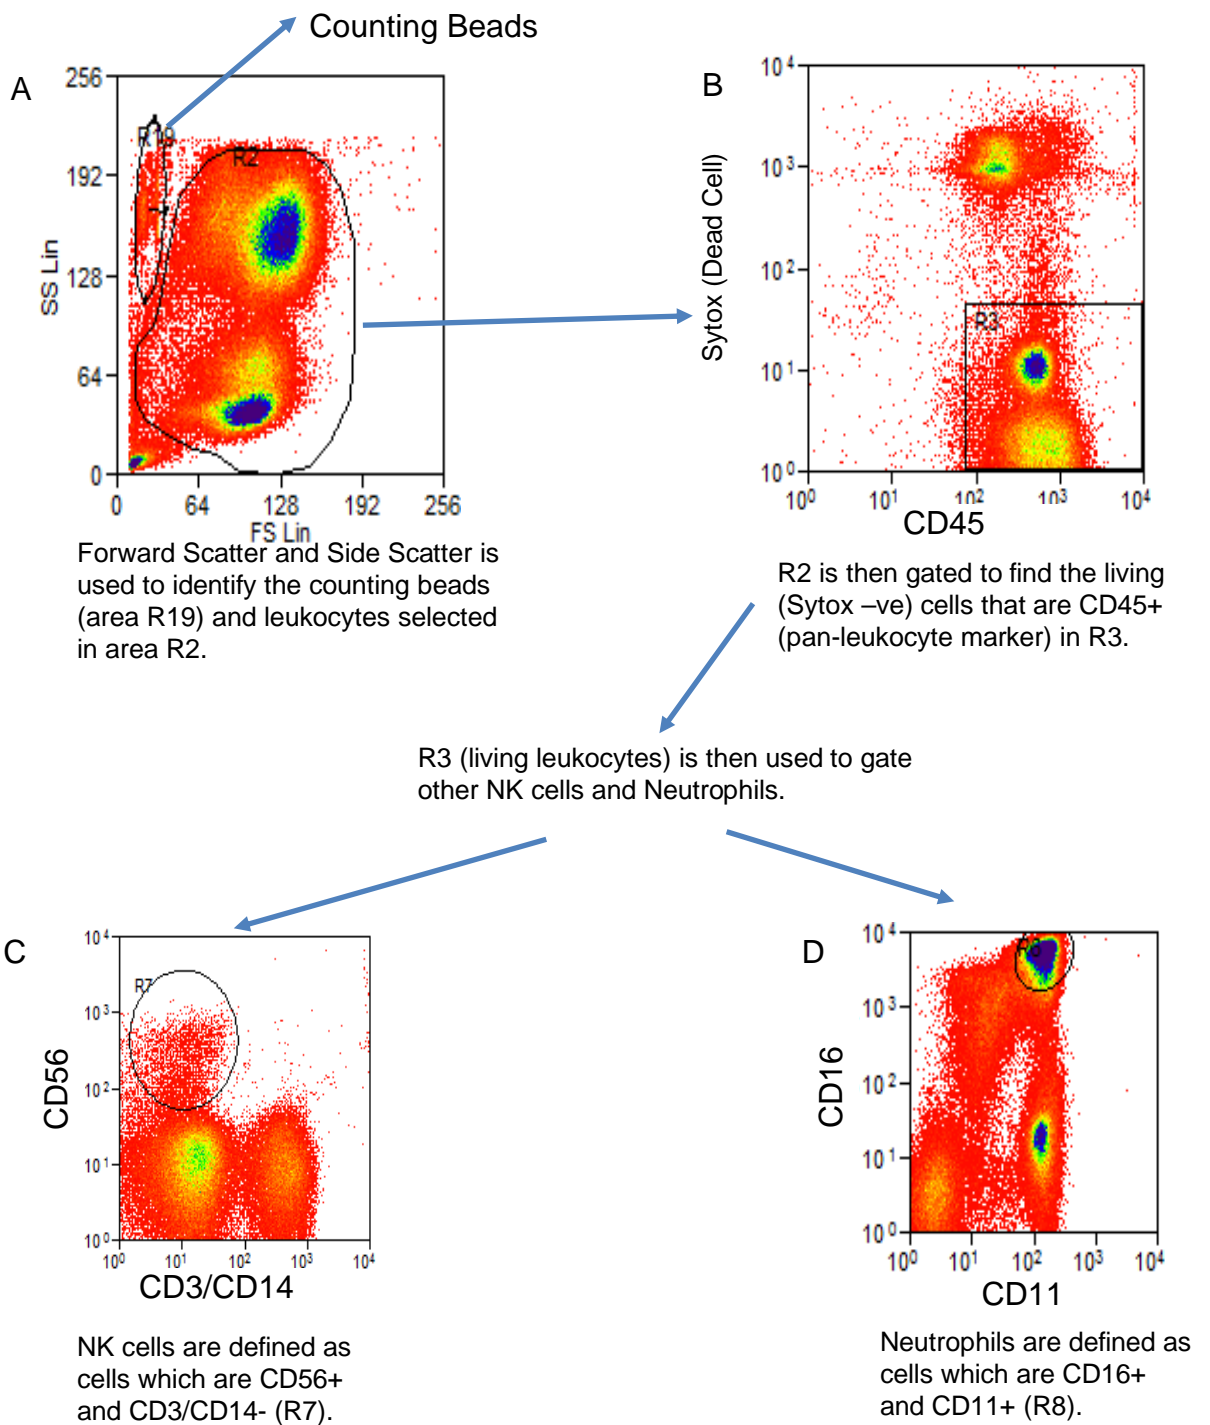 Counting Beads
A
256
192
128
64
0
SS Lin
R19
R2
0 64 128 192 256
FS Lin
Forward Scatter and Side Scatter is
used to identify the counting beads
(area R19) and leukocytes selected
in area R2.
B
10⁴
10³
10²
10¹
10⁰
Sytox (Dead Cell)
R3
10⁰ 10¹ 10² 10³ 10⁴
CD45
R2 is then gated to find the living
(Sytox –ve) cells that are CD45+
(pan-leukocyte marker) in R3.
R3 (living leukocytes) is then used to gate
other NK cells and Neutrophils.
C
10⁴
10³
10²
10¹
10⁰
CD56
R7
10⁰ 10¹ 10² 10³ 10⁴
CD3/CD14
NK cells are defined as
cells which are CD56+
and CD3/CD14- (R7).
D
10⁴
10³
10²
10¹
10⁰
CD16
10⁰ 10¹ 10² 10³ 10⁴
CD11
Neutrophils are defined as
cells which are CD16+
and CD11+ (R8).